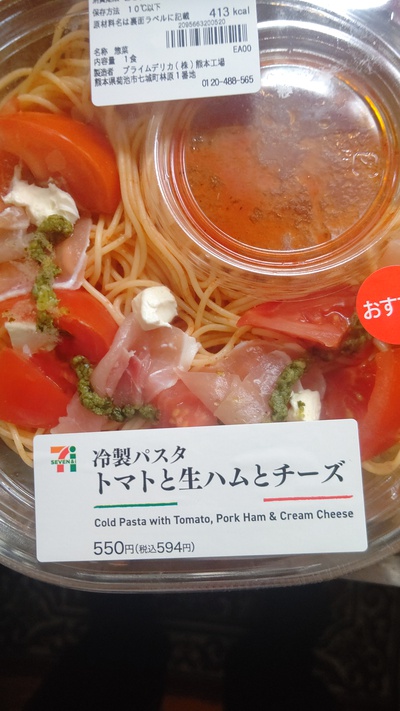 保存方法 10℃以下 413 kcal
原材料名は裏面ラベルに記載
2095663200520
名称 惣菜 EA00
内容量 1食
製造者 プライムデリカ(株)熊本工場
熊本県菊池市七城町林原1番地 0120-488-565
おす
SEVEN&i
冷製パスタ
トマトと生ハムとチーズ
Cold Pasta with Tomato, Pork Ham & Cream Cheese
550円(税込594円)